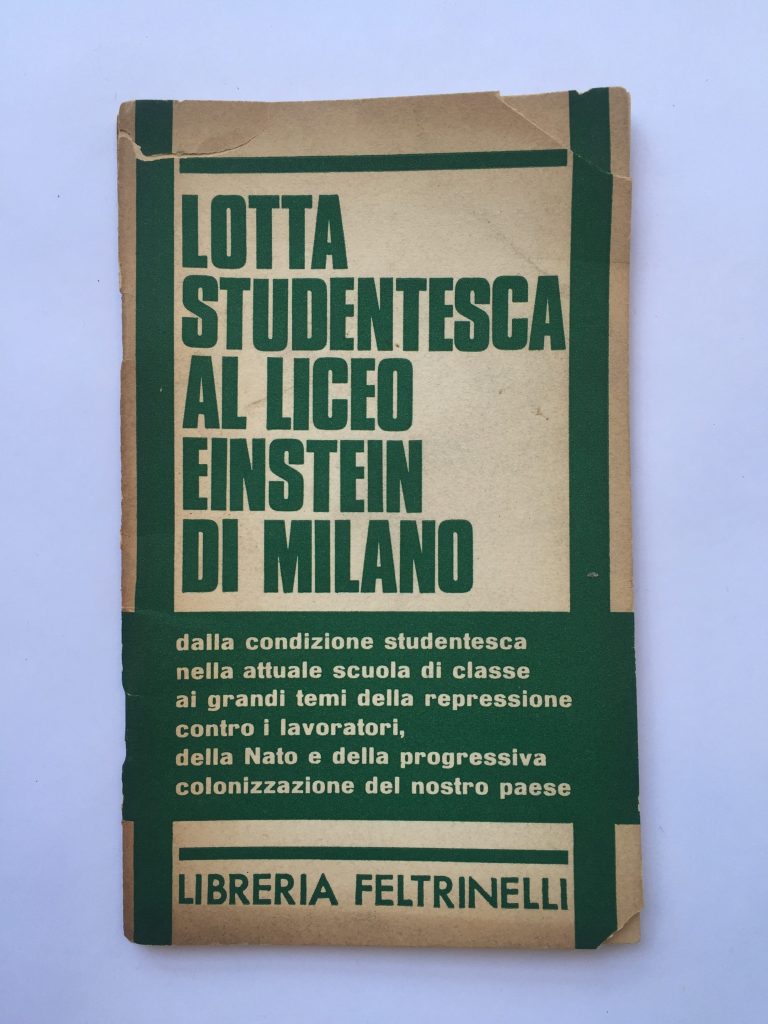 LOTTA
STUDENTESCA
AL LICEO
EINSTEIN
DI MILANO
dalla condizione studentesca
nella attuale scuola di classe
ai grandi temi della repressione
contro i lavoratori,
della Nato e della progressiva
colonizzazione del nostro paese
LIBRERIA FELTRINELLI